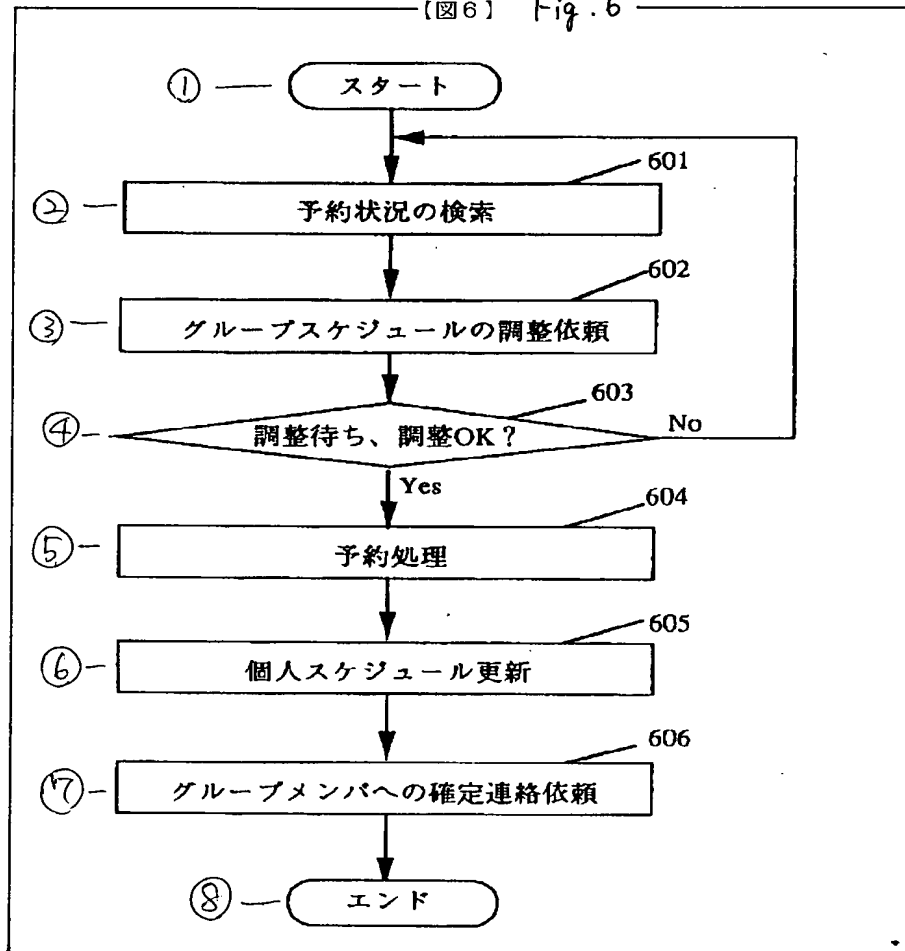 【図6】 Fig. 6
① スタート
601
② 予約状況の検索
602
③ グループスケジュールの調整依頼
603
④ 調整待ち、調整OK? No
Yes
604
⑤ 予約処理
605
⑥ 個人スケジュール更新
606
⑦ グループメンバへの確定連絡依頼
⑧ エンド